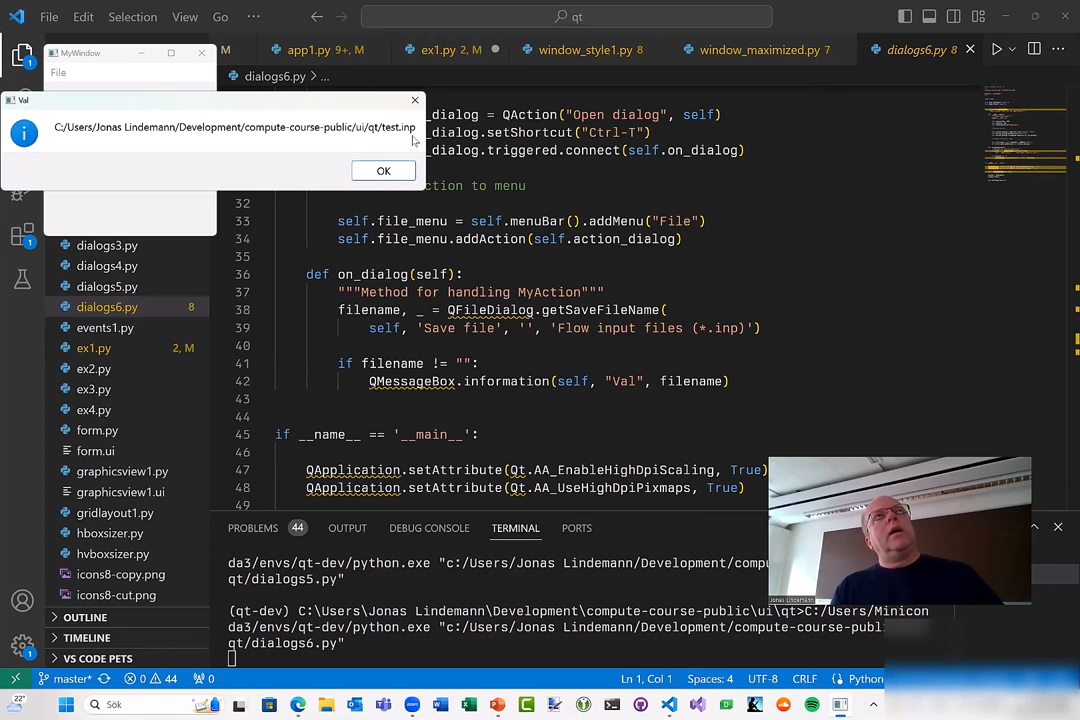 File Edit Selection View Go ··· qt
MyWindow
File
Val
C:/Users/Jonas Lindemann/Development/compute-course-public/ui/qt/test.inp
OK
M app1.py 9+, M ex1.py 2, M window_style1.py 8 window_maximized.py 7 dialogs6.py 8
dialogs6.py > ...
_dialog = QAction("Open dialog", self)
_dialog.setShortcut("Ctrl-T")
_dialog.triggered.connect(self.on_dialog)
ction to menu
32
33 self.file_menu = self.menuBar().addMenu("File")
34 self.file_menu.addAction(self.action_dialog)
35
36 def on_dialog(self):
37 """Method for handling MyAction"""
38 filename, _ = QFileDialog.getSaveFileName(
39 self, 'Save file', '', 'Flow input files (*.inp)')
40
41 if filename != "":
42 QMessageBox.information(self, "Val", filename)
43
44
45 if __name__ == '__main__':
46
47 QApplication.setAttribute(Qt.AA_EnableHighDpiScaling, True)
48 QApplication.setAttribute(Qt.AA_UseHighDpiPixmaps, True)
49
dialogs3.py
dialogs4.py
dialogs5.py
dialogs6.py 8
events1.py
ex1.py 2, M
ex2.py
ex3.py
ex4.py
form.py
form.ui
graphicsview1.py
graphicsview1.ui
gridlayout1.py
hboxsizer.py
hvboxsizer.py
icons8-copy.png
icons8-cut.png
OUTLINE
TIMELINE
VS CODE PETS
PROBLEMS 44 OUTPUT DEBUG CONSOLE TERMINAL PORTS
da3/envs/qt-dev/python.exe "c:/Users/Jonas Lindemann/Development/compu
qt/dialogs5.py"
(qt-dev) C:\Users\Jonas Lindemann\Development\compute-course-public\ui\qt>C:/Users/Minicon
da3/envs/qt-dev/python.exe "c:/Users/Jonas Lindemann/Development/compute-course-publi
qt/dialogs6.py"
Jonas Lindemann
master* 0 44 0 Ln 1, Col 1 Spaces: 4 UTF-8 CRLF Python
22° Sök